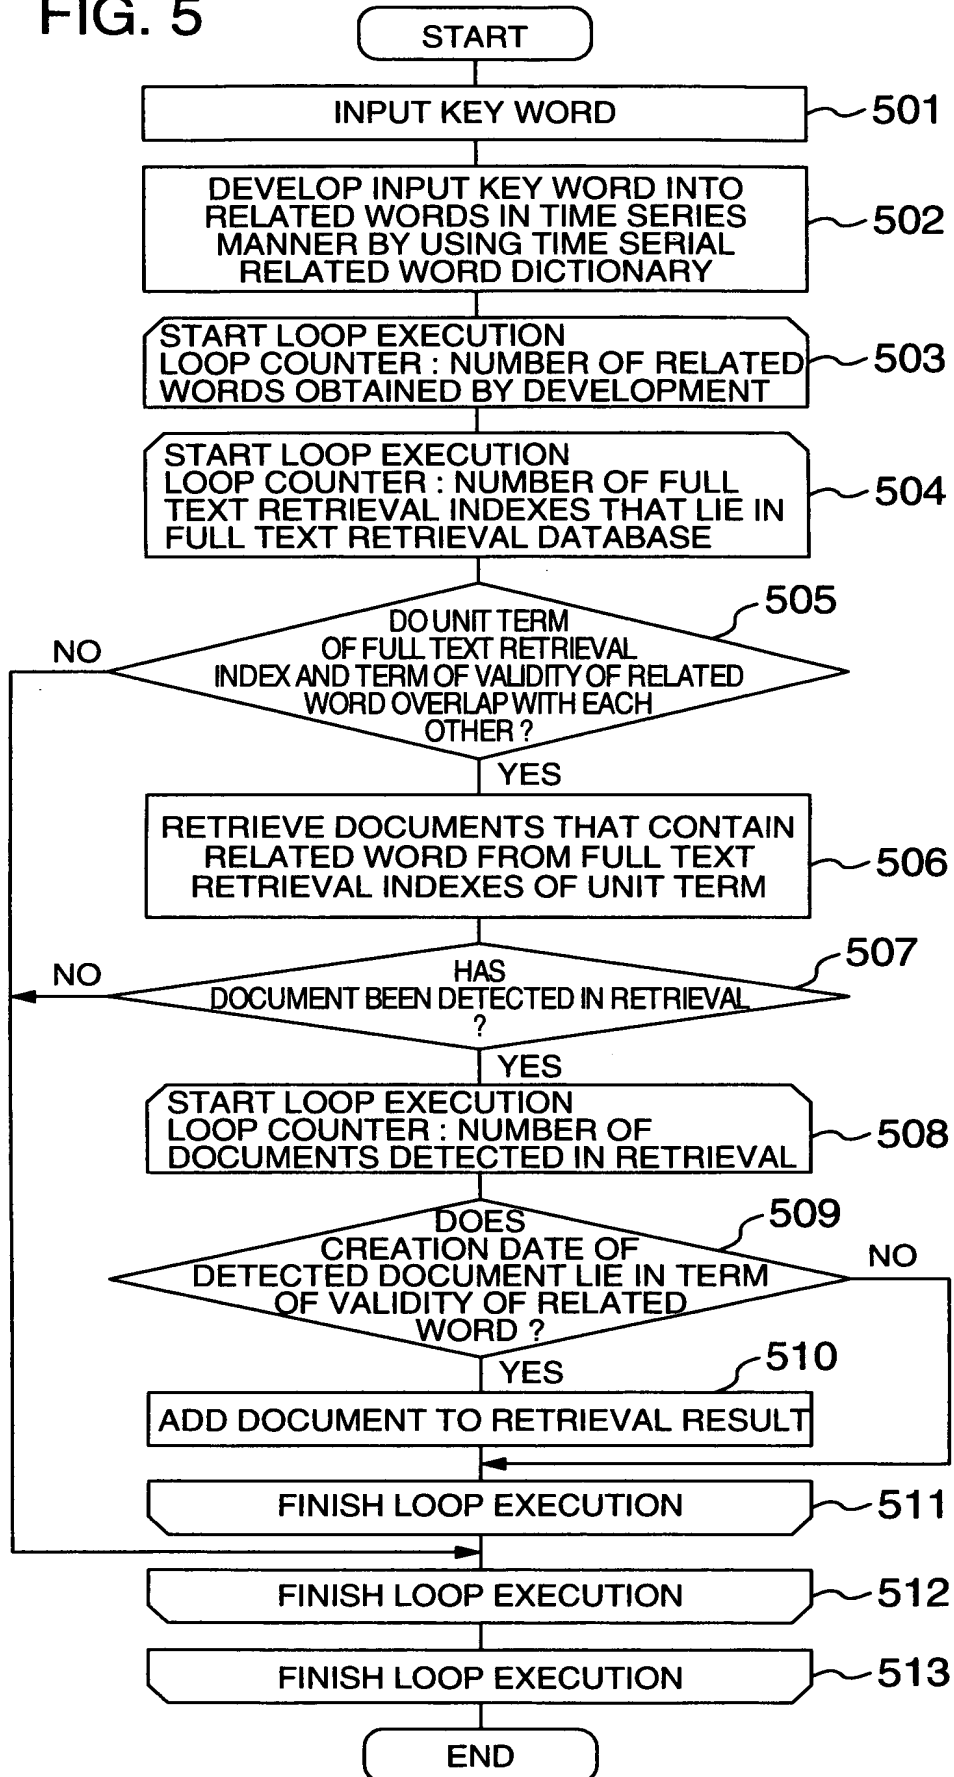 FIG. 5
START
INPUT KEY WORD
501
DEVELOP INPUT KEY WORD INTO
RELATED WORDS IN TIME SERIES
MANNER BY USING TIME SERIAL
RELATED WORD DICTIONARY
502
START LOOP EXECUTION
LOOP COUNTER : NUMBER OF RELATED
WORDS OBTAINED BY DEVELOPMENT
503
START LOOP EXECUTION
LOOP COUNTER : NUMBER OF FULL
TEXT RETRIEVAL INDEXES THAT LIE IN
FULL TEXT RETRIEVAL DATABASE
504
505
DO UNIT TERM
OF FULL TEXT RETRIEVAL
INDEX AND TERM OF VALIDITY OF RELATED
WORD OVERLAP WITH EACH
OTHER ?
NO
YES
RETRIEVE DOCUMENTS THAT CONTAIN
RELATED WORD FROM FULL TEXT
RETRIEVAL INDEXES OF UNIT TERM
506
507
HAS
DOCUMENT BEEN DETECTED IN RETRIEVAL
?
NO
YES
START LOOP EXECUTION
LOOP COUNTER : NUMBER OF
DOCUMENTS DETECTED IN RETRIEVAL
508
509
DOES
CREATION DATE OF
DETECTED DOCUMENT LIE IN TERM
OF VALIDITY OF RELATED
WORD ?
NO
YES
510
ADD DOCUMENT TO RETRIEVAL RESULT
FINISH LOOP EXECUTION
511
FINISH LOOP EXECUTION
512
FINISH LOOP EXECUTION
513
END